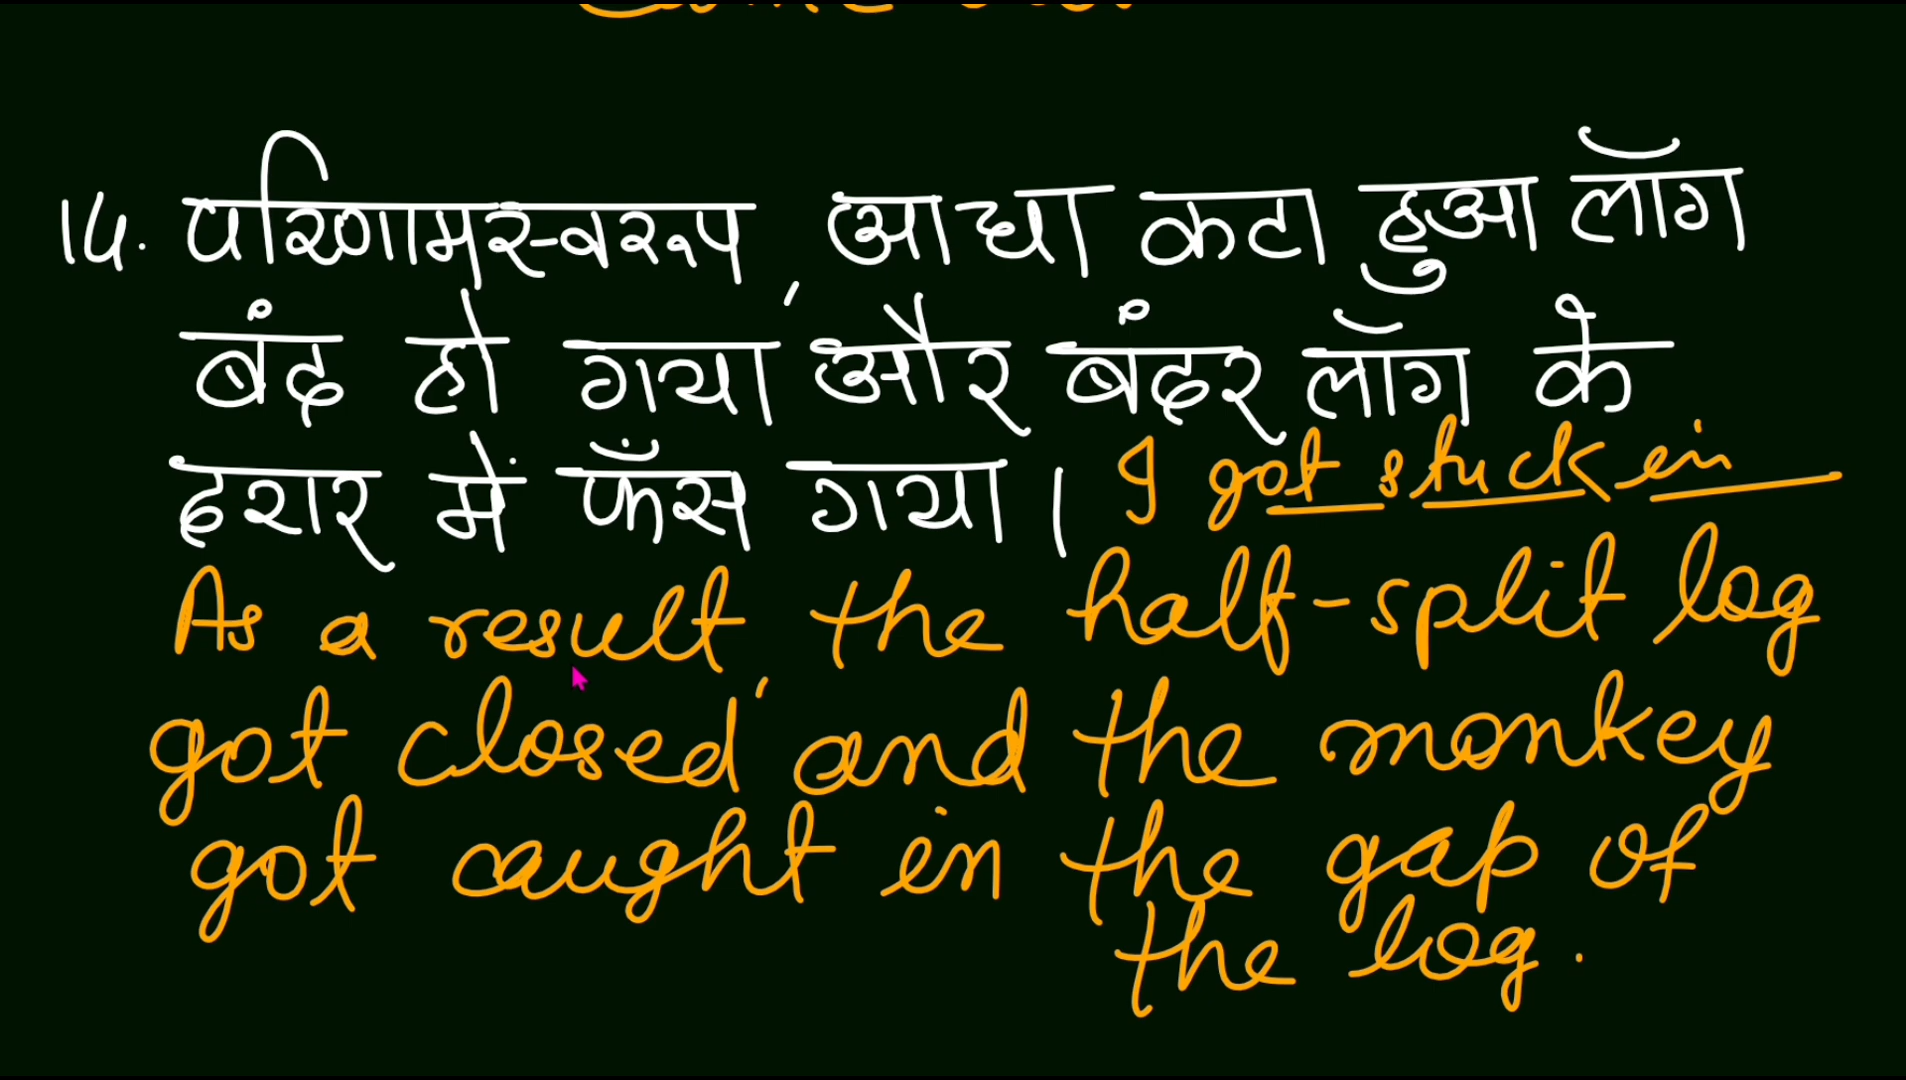 14. परिणामस्वरूप, आधा कटा हुआ लॉग
बंद हो गया और बंदर लॉग के
दरार में फँस गया। I got stuck in
As a result, the half-split log
got closed and the monkey
got caught in the gap of
the log.